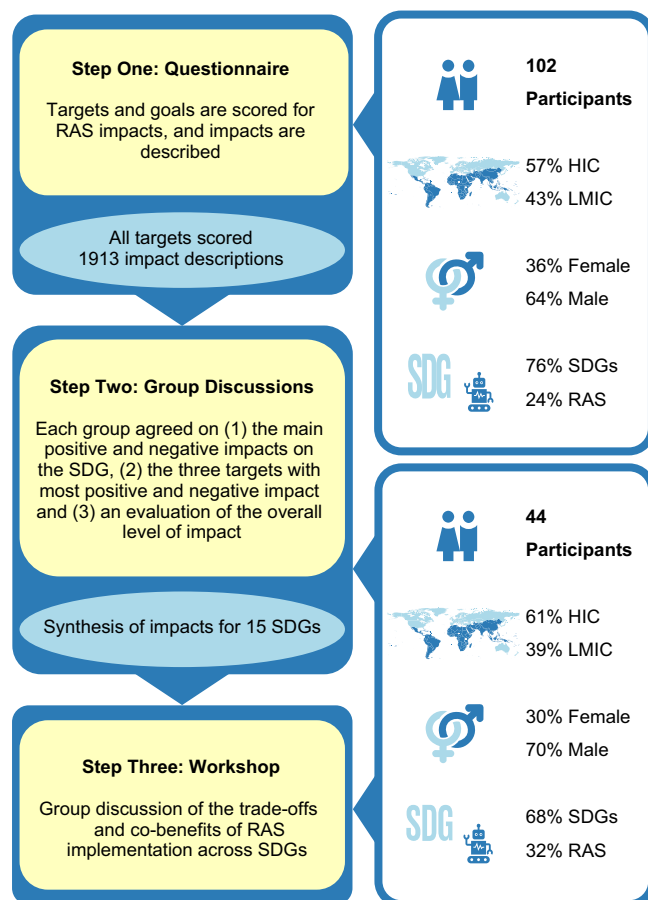 Step One: Questionnaire
Targets and goals are scored for
RAS impacts, and impacts are
described
All targets scored
1913 impact descriptions
102
Participants
57% HIC
43% LMIC
36% Female
64% Male
SDG
76% SDGs
24% RAS
Step Two: Group Discussions
Each group agreed on (1) the main
positive and negative impacts on
the SDG, (2) the three targets with
most positive and negative impact
and (3) an evaluation of the overall
level of impact
Synthesis of impacts for 15 SDGs
Step Three: Workshop
Group discussion of the trade-offs
and co-benefits of RAS
implementation across SDGs
44
Participants
61% HIC
39% LMIC
30% Female
70% Male
SDG
68% SDGs
32% RAS